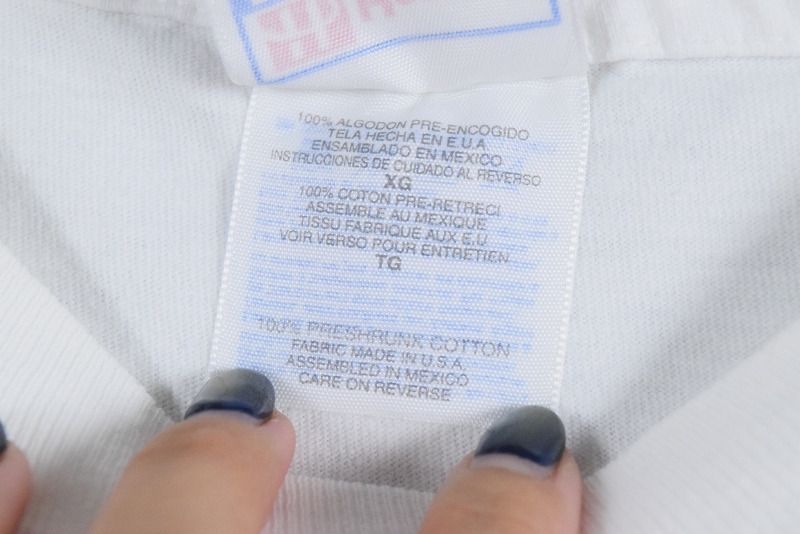 100% ALGODON PRE-ENCOGIDO
TELA HECHA EN E.U.A
ENSAMBLADO EN MEXICO
INSTRUCCIONES DE CUIDADO AL REVERSO
XG
100% COTON PRE-RETRECI
ASSEMBLE AU MEXIQUE
TISSU FABRIQUE AUX E.U
VOIR VERSO POUR ENTRETIEN
TG
100% PRESHRUNK COTTON
FABRIC MADE IN U.S.A.
ASSEMBLED IN MEXICO
CARE ON REVERSE